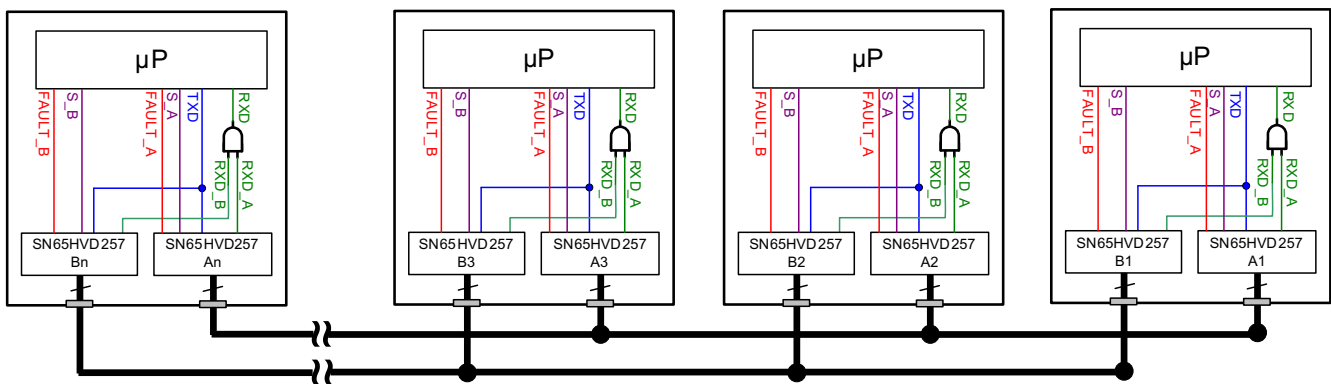 µP
FAULT_B
S_B
FAULT_A
S_A
TXD
RXD
RXD_B
RXD_A
SN65HVD257
Bn
SN65HVD257
An
µP
FAULT_B
S_B
FAULT_A
S_A
TXD
RXD
RXD_B
RXD_A
SN65HVD257
B3
SN65HVD257
A3
µP
FAULT_B
S_B
FAULT_A
S_A
TXD
RXD
RXD_B
RXD_A
SN65HVD257
B2
SN65HVD257
A2
µP
FAULT_B
S_B
FAULT_A
S_A
TXD
RXD
RXD_B
RXD_A
SN65HVD257
B1
SN65HVD257
A1